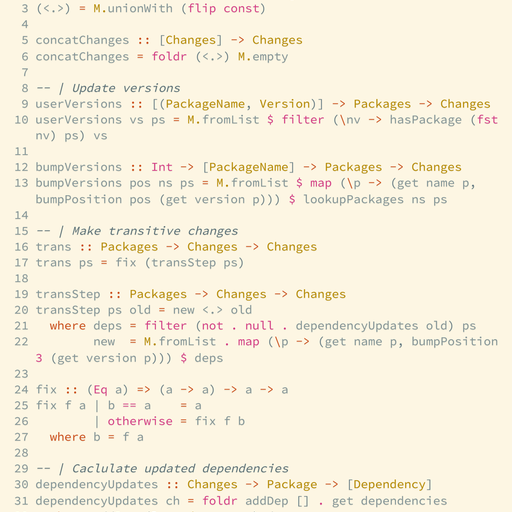 3 (<.>) = M.unionWith (flip const)
4
5 concatChanges :: [Changes] -> Changes
6 concatChanges = foldr (<.>) M.empty
7
8 -- | Update versions
9 userVersions :: [(PackageName, Version)] -> Packages -> Changes
10 userVersions vs ps = M.fromList $ filter (\nv -> hasPackage (fst
nv) ps) vs
11
12 bumpVersions :: Int -> [PackageName] -> Packages -> Changes
13 bumpVersions pos ns ps = M.fromList $ map (\p -> (get name p,
bumpPosition pos (get version p))) $ lookupPackages ns ps
14
15 -- | Make transitive changes
16 trans :: Packages -> Changes -> Changes
17 trans ps = fix (transStep ps)
18
19 transStep :: Packages -> Changes -> Changes
20 transStep ps old = new <.> old
21   where deps = filter (not . null . dependencyUpdates old) ps
22         new  = M.fromList . map (\p -> (get name p, bumpPosition
3 (get version p))) $ deps
23
24 fix :: (Eq a) => (a -> a) -> a -> a
25 fix f a | b == a    = a
26         | otherwise = fix f b
27   where b = f a
28
29 -- | Caclulate updated dependencies
30 dependencyUpdates :: Changes -> Package -> [Dependency]
31 dependencyUpdates ch = foldr addDep [] . get dependencies